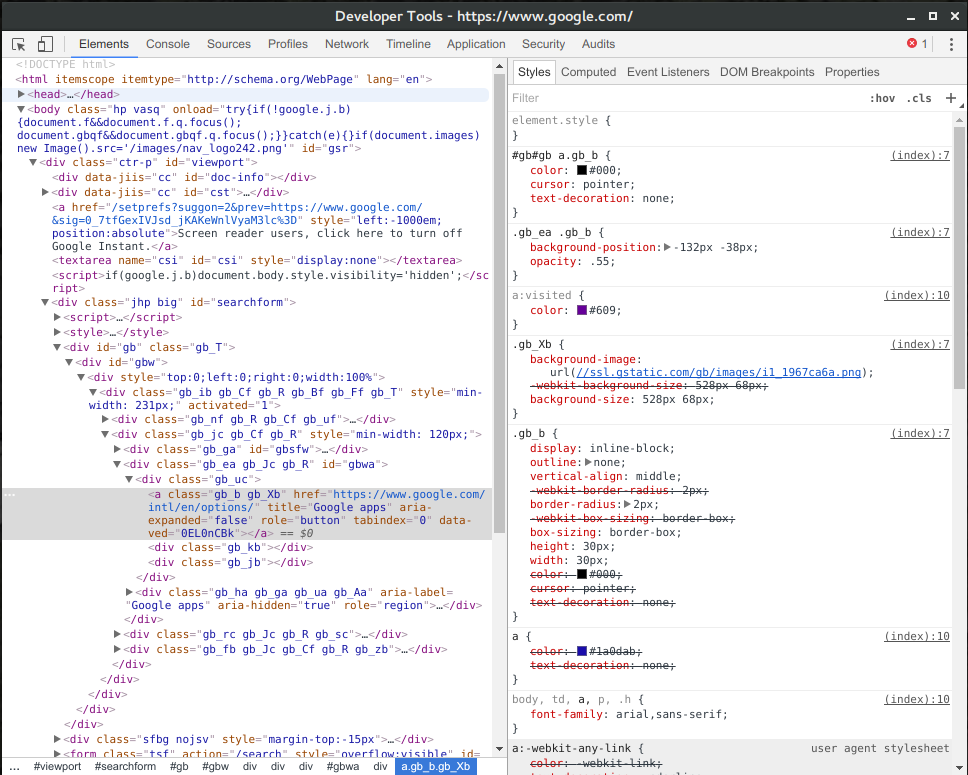 Developer Tools - https://www.google.com/
Elements Console Sources Profiles Network Timeline Application Security Audits 1
<!DOCTYPE html>
<html itemscope itemtype="http://schema.org/WebPage" lang="en">
<head>…</head>
<body class="hp vasq" onload="try{if(!google.j.b)
{document.f&&document.f.q.focus();
document.gbqf&&document.gbqf.q.focus();}}catch(e){}if(document.images)
new Image().src='/images/nav_logo242.png'" id="gsr">
<div class="ctr-p" id="viewport">
<div data-jiis="cc" id="doc-info"></div>
<div data-jiis="cc" id="cst">…</div>
<a href="/setprefs?suggon=2&prev=https://www.google.com/
&sig=0_7tfGexIVJsd_jKAKeWnlVyaM3lc%3D" style="left:-1000em;
position:absolute">Screen reader users, click here to turn off
Google Instant.</a>
<textarea name="csi" id="csi" style="display:none"></textarea>
<script>if(google.j.b)document.body.style.visibility='hidden';</sc
ript>
<div class="jhp big" id="searchform">
<script>…</script>
<style>…</style>
<div id="gb" class="gb_T">
<div id="gbw">
<div style="top:0;left:0;right:0;width:100%">
<div class="gb_ib gb_Cf gb_R gb_Bf gb_Ff gb_T" style="min-
width: 231px;" activated="1">
<div class="gb_nf gb_R gb_Cf gb_uf">…</div>
<div class="gb_jc gb_Cf gb_R" style="min-width: 120px;">
<div class="gb_ga" id="gbsfw">…</div>
<div class="gb_ea gb_Jc gb_R" id="gbwa">
<div class="gb_uc">
… <a class="gb_b gb_Xb" href="https://www.google.com/
intl/en/options/" title="Google apps" aria-
expanded="false" role="button" tabindex="0" data-
ved="0EL0nCBk"></a> == $0
<div class="gb_kb"></div>
<div class="gb_jb"></div>
</div>
<div class="gb_ha gb_ga gb_ua gb_Aa" aria-label=
"Google apps" aria-hidden="true" role="region">…</div>
</div>
<div class="gb_rc gb_Jc gb_R gb_sc">…</div>
<div class="gb_fb gb_Jc gb_Cf gb_R gb_zb">…</div>
</div>
</div>
</div>
</div>
</div>
<div class="sfbg nojsv" style="margin-top:-15px">…</div>
<form class="tsf" action="/search" style="overflow:visible" id=
… #viewport #searchform #gb #gbw div div div #gbwa div a.gb_b.gb_Xb
Styles Computed Event Listeners DOM Breakpoints Properties
Filter :hov .cls +
element.style {
}
#gb#gb a.gb_b { (index):7
color: #000;
cursor: pointer;
text-decoration: none;
}
.gb_ea .gb_b { (index):7
background-position: -132px -38px;
opacity: .55;
}
a:visited { (index):10
color: #609;
}
.gb_Xb { (index):7
background-image:
url(//ssl.gstatic.com/gb/images/i1_1967ca6a.png);
-webkit-background-size: 528px 68px;
background-size: 528px 68px;
}
.gb_b { (index):7
display: inline-block;
outline: none;
vertical-align: middle;
-webkit-border-radius: 2px;
border-radius: 2px;
-webkit-box-sizing: border-box;
box-sizing: border-box;
height: 30px;
width: 30px;
color: #000;
cursor: pointer;
text-decoration: none;
}
a { (index):10
color: #1a0dab;
text-decoration: none;
}
body, td, a, p, .h { (index):10
font-family: arial,sans-serif;
}
a:-webkit-any-link { user agent stylesheet
color: -webkit-link;